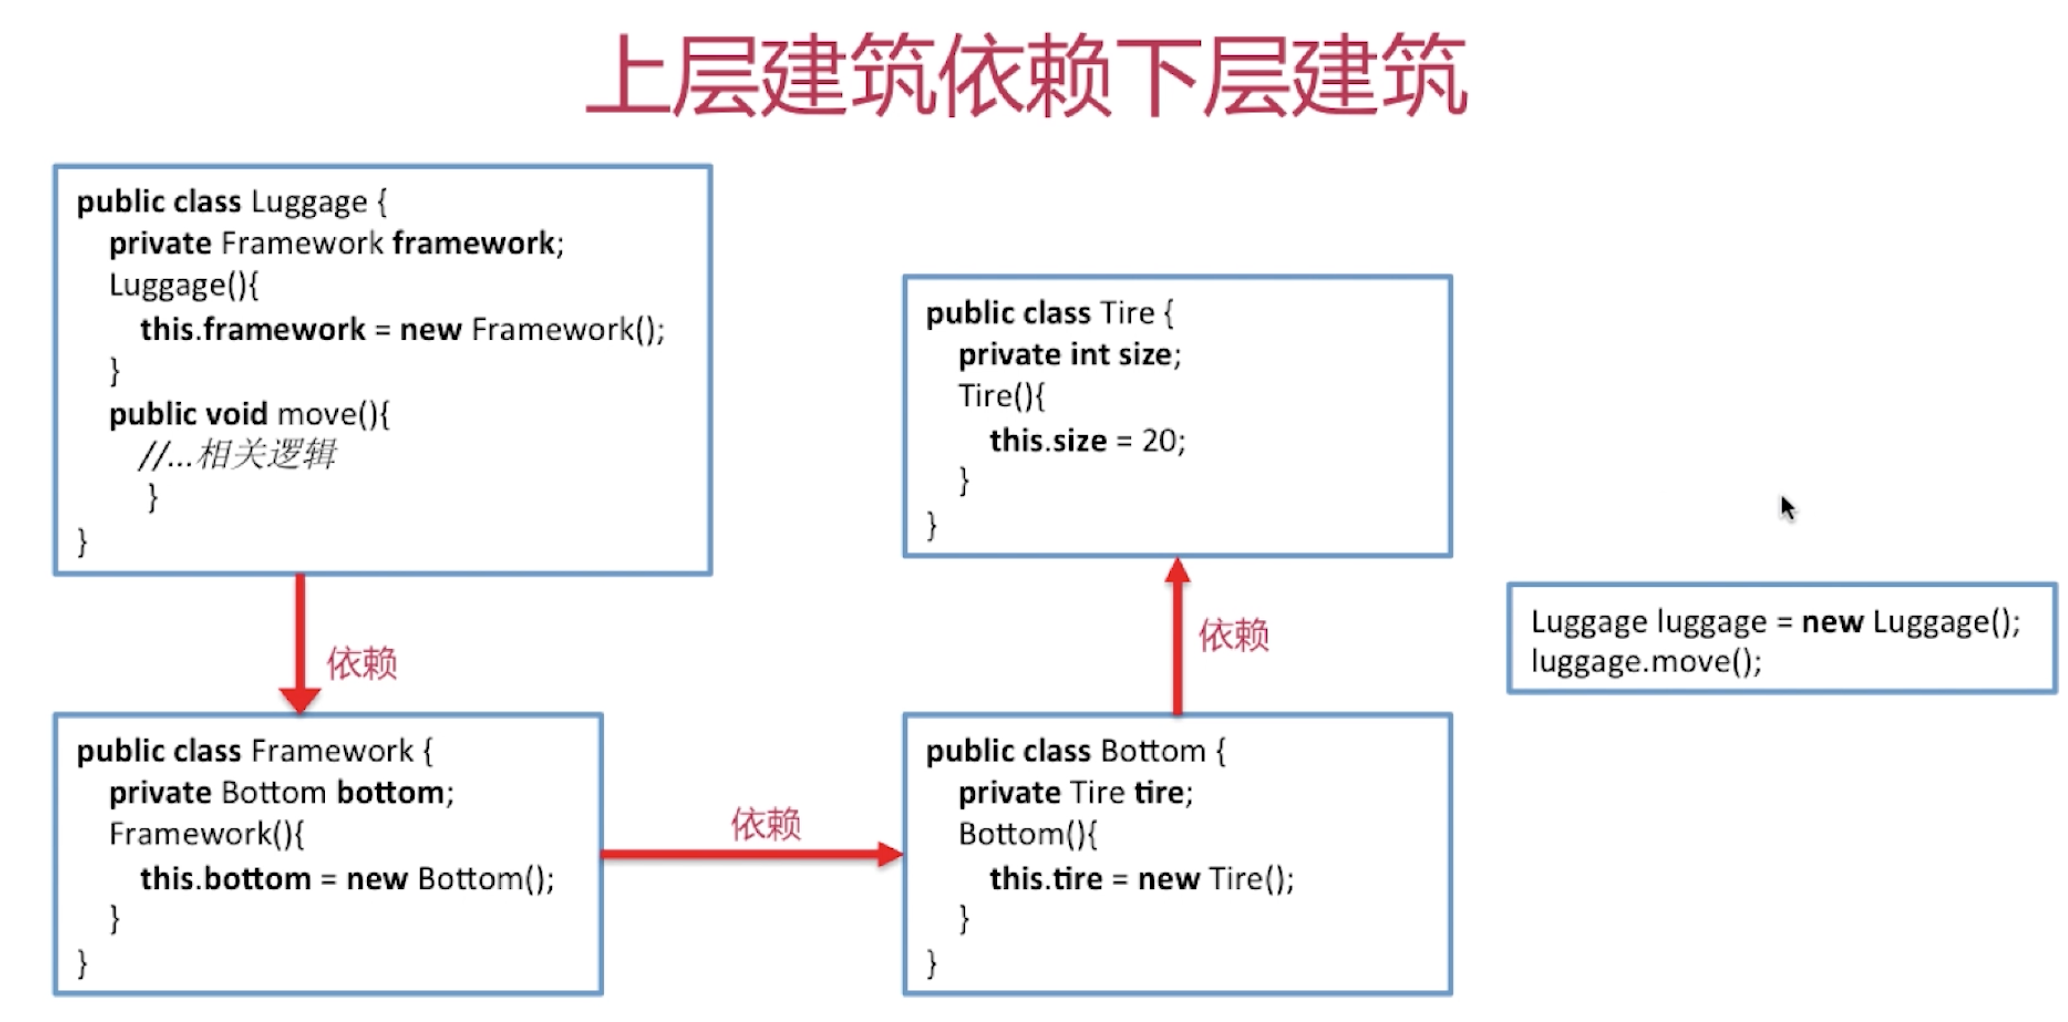 上层建筑依赖下层建筑
public class Luggage {
private Framework framework;
Luggage(){
this.framework = new Framework();
}
public void move(){
//...相关逻辑
}
}
依赖
public class Framework {
private Bottom bottom;
Framework(){
this.bottom = new Bottom();
}
}
依赖
public class Bottom {
private Tire tire;
Bottom(){
this.tire = new Tire();
}
}
依赖
public class Tire {
private int size;
Tire(){
this.size = 20;
}
}
Luggage luggage = new Luggage();
luggage.move();